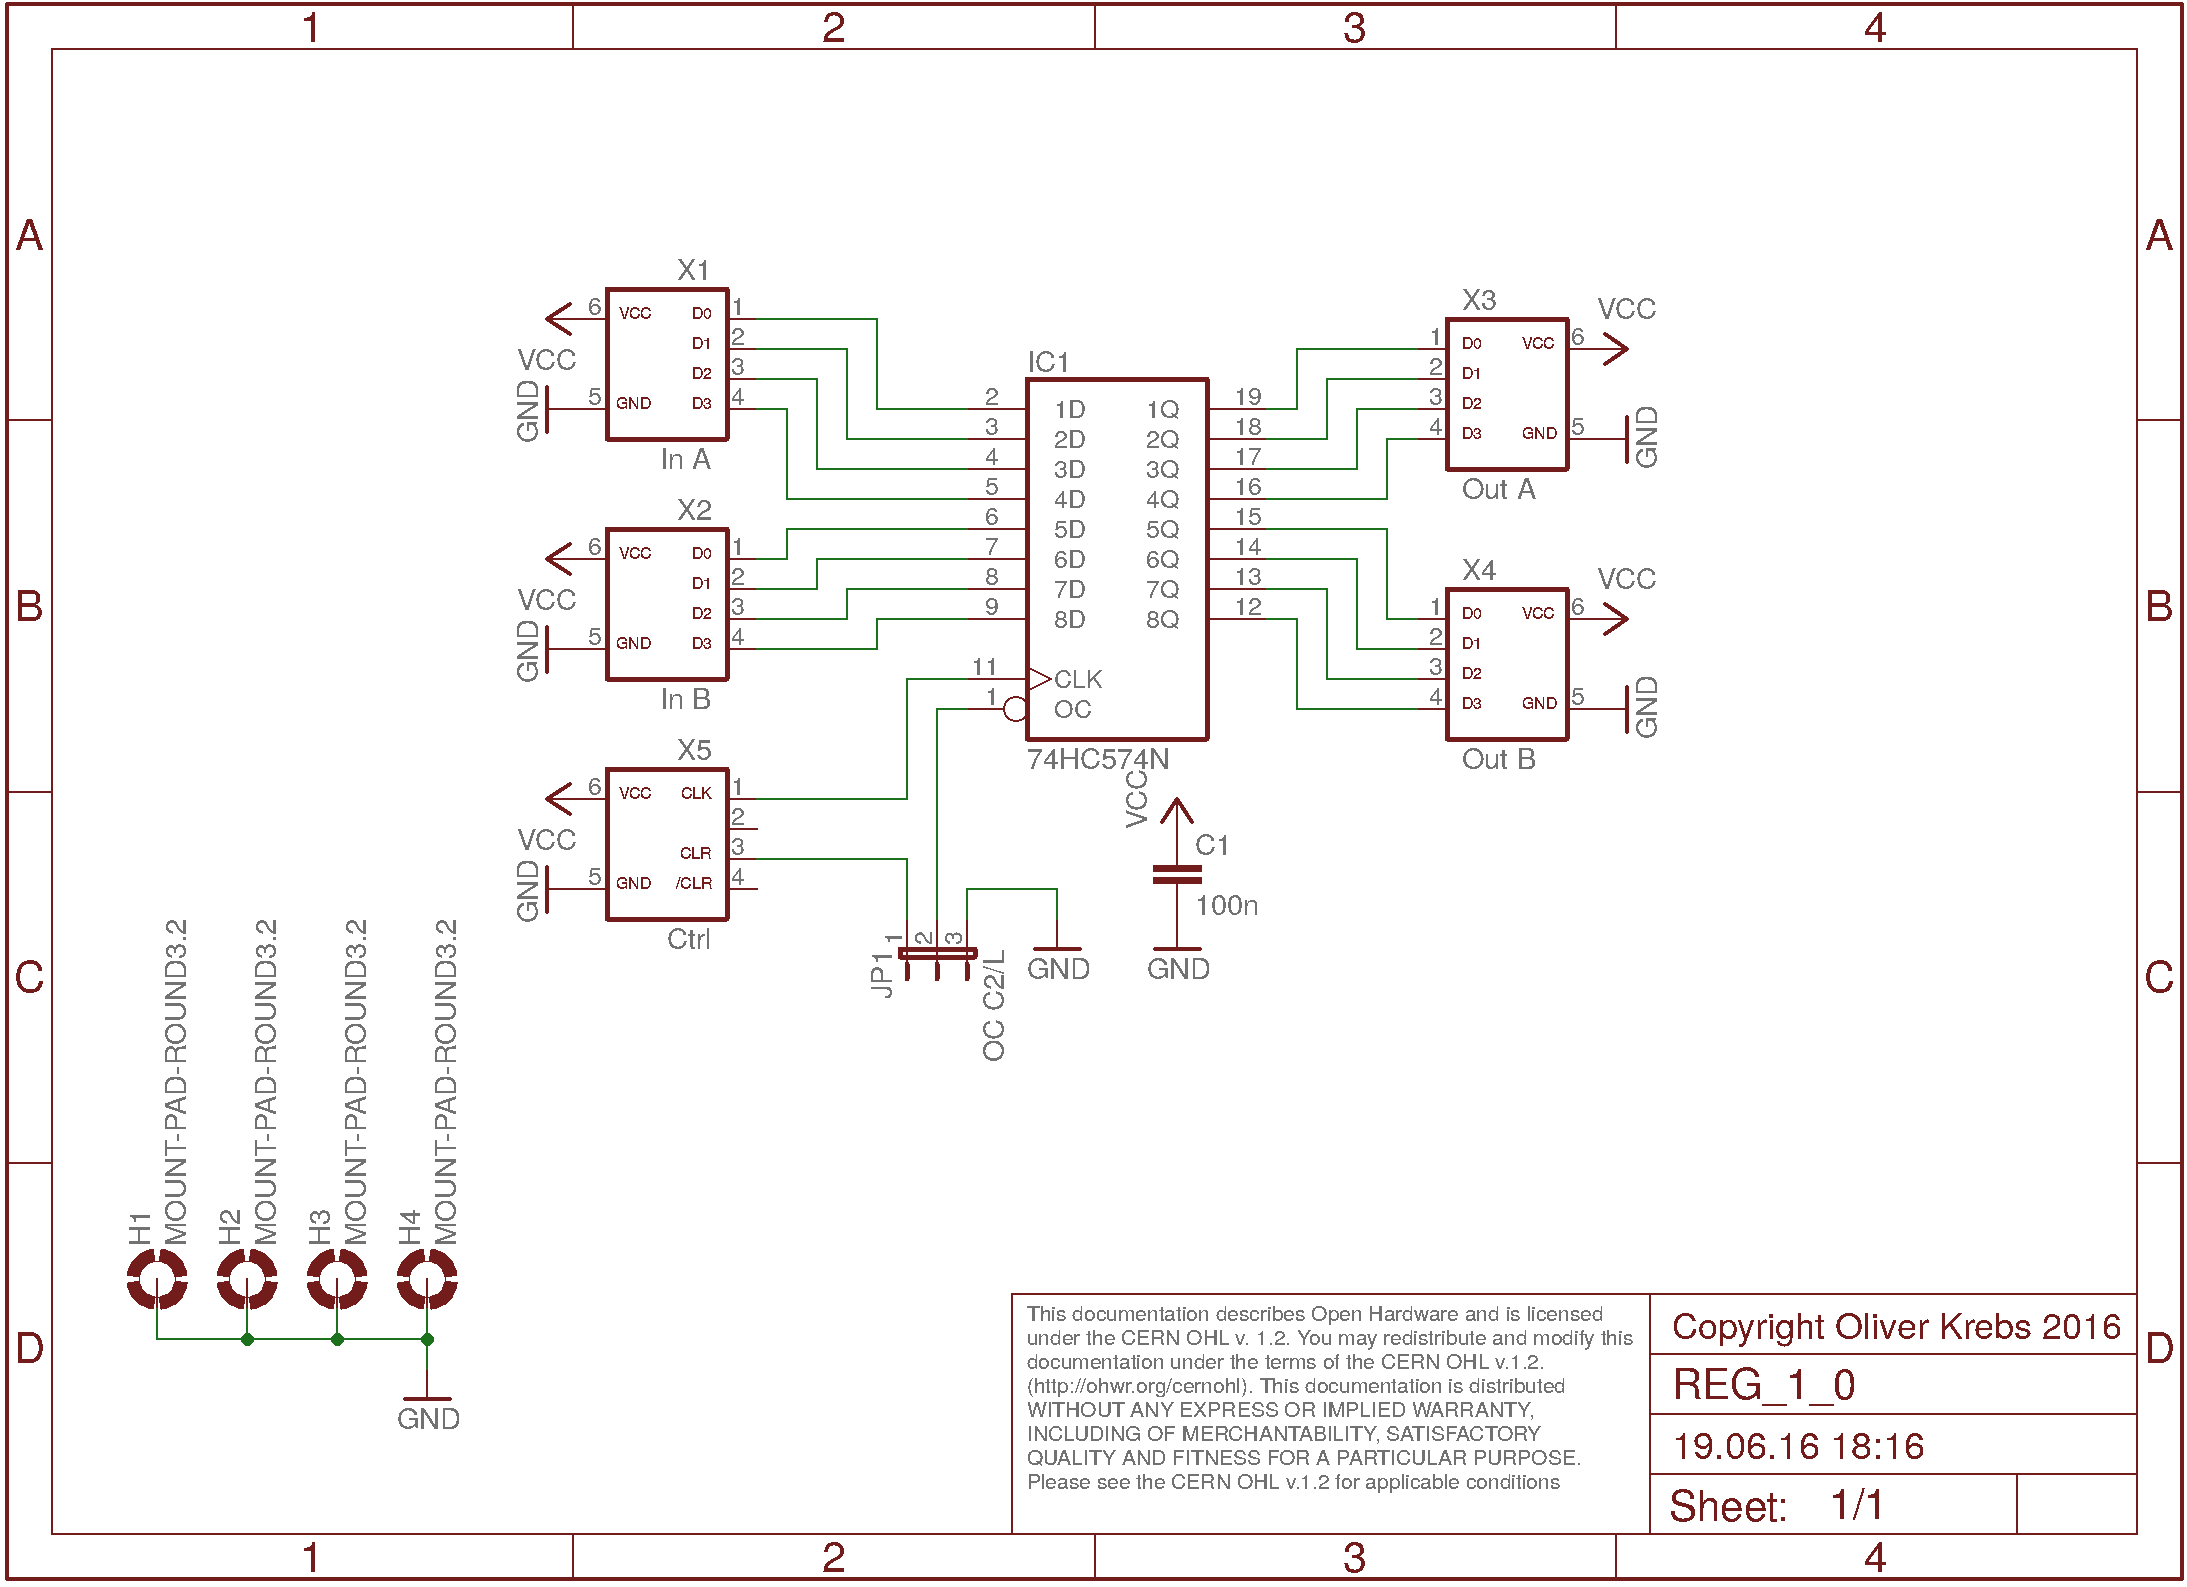 1 2 3 4
A A
B B
C C
D D
X1
6 VCC D0 1
D1 2
D2 3
5 GND D3 4
VCC
GND
In A
X2
6 VCC D0 1
D1 2
D2 3
5 GND D3 4
VCC
GND
In B
X5
6 VCC CLK 1
2
CLR 3
5 GND /CLR 4
VCC
GND
Ctrl
IC1
2 1D 1Q 19
3 2D 2Q 18
4 3D 3Q 17
5 4D 4Q 16
6 5D 5Q 15
7 6D 6Q 14
8 7D 7Q 13
9 8D 8Q 12
11 CLK
1 OC
74HC574N
X3
VCC
1 D0 VCC 6
2 D1
3 D2
4 D3 GND 5
GND
Out A
X4
VCC
1 D0 VCC 6
2 D1
3 D2
4 D3 GND 5
GND
Out B
VCC
C1
100n
GND
JP1
1 2 3
OC C2/L
GND
H1
MOUNT-PAD-ROUND3.2
H2
MOUNT-PAD-ROUND3.2
H3
MOUNT-PAD-ROUND3.2
H4
MOUNT-PAD-ROUND3.2
GND
This documentation describes Open Hardware and is licensed
under the CERN OHL v. 1.2. You may redistribute and modify this
documentation under the terms of the CERN OHL v.1.2.
(http://ohwr.org/cernohl). This documentation is distributed
WITHOUT ANY EXPRESS OR IMPLIED WARRANTY,
INCLUDING OF MERCHANTABILITY, SATISFACTORY
QUALITY AND FITNESS FOR A PARTICULAR PURPOSE.
Please see the CERN OHL v.1.2 for applicable conditions
Copyright Oliver Krebs 2016
REG_1_0
19.06.16 18:16
Sheet: 1/1
1 2 3 4